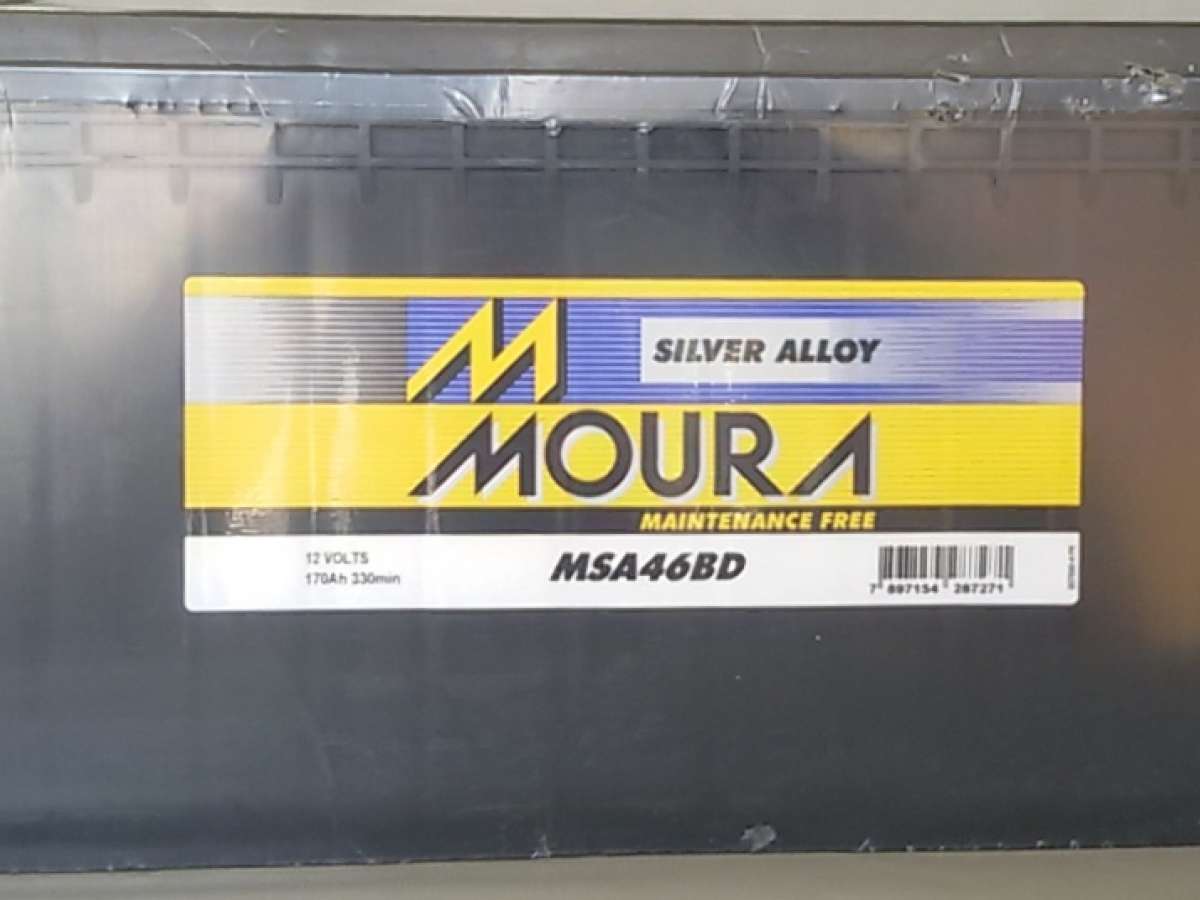 SILVER ALLOY
MOURA
MAINTENANCE FREE
12 VOLTS
170Ah 330min
MSA46BD
7 897154 287271